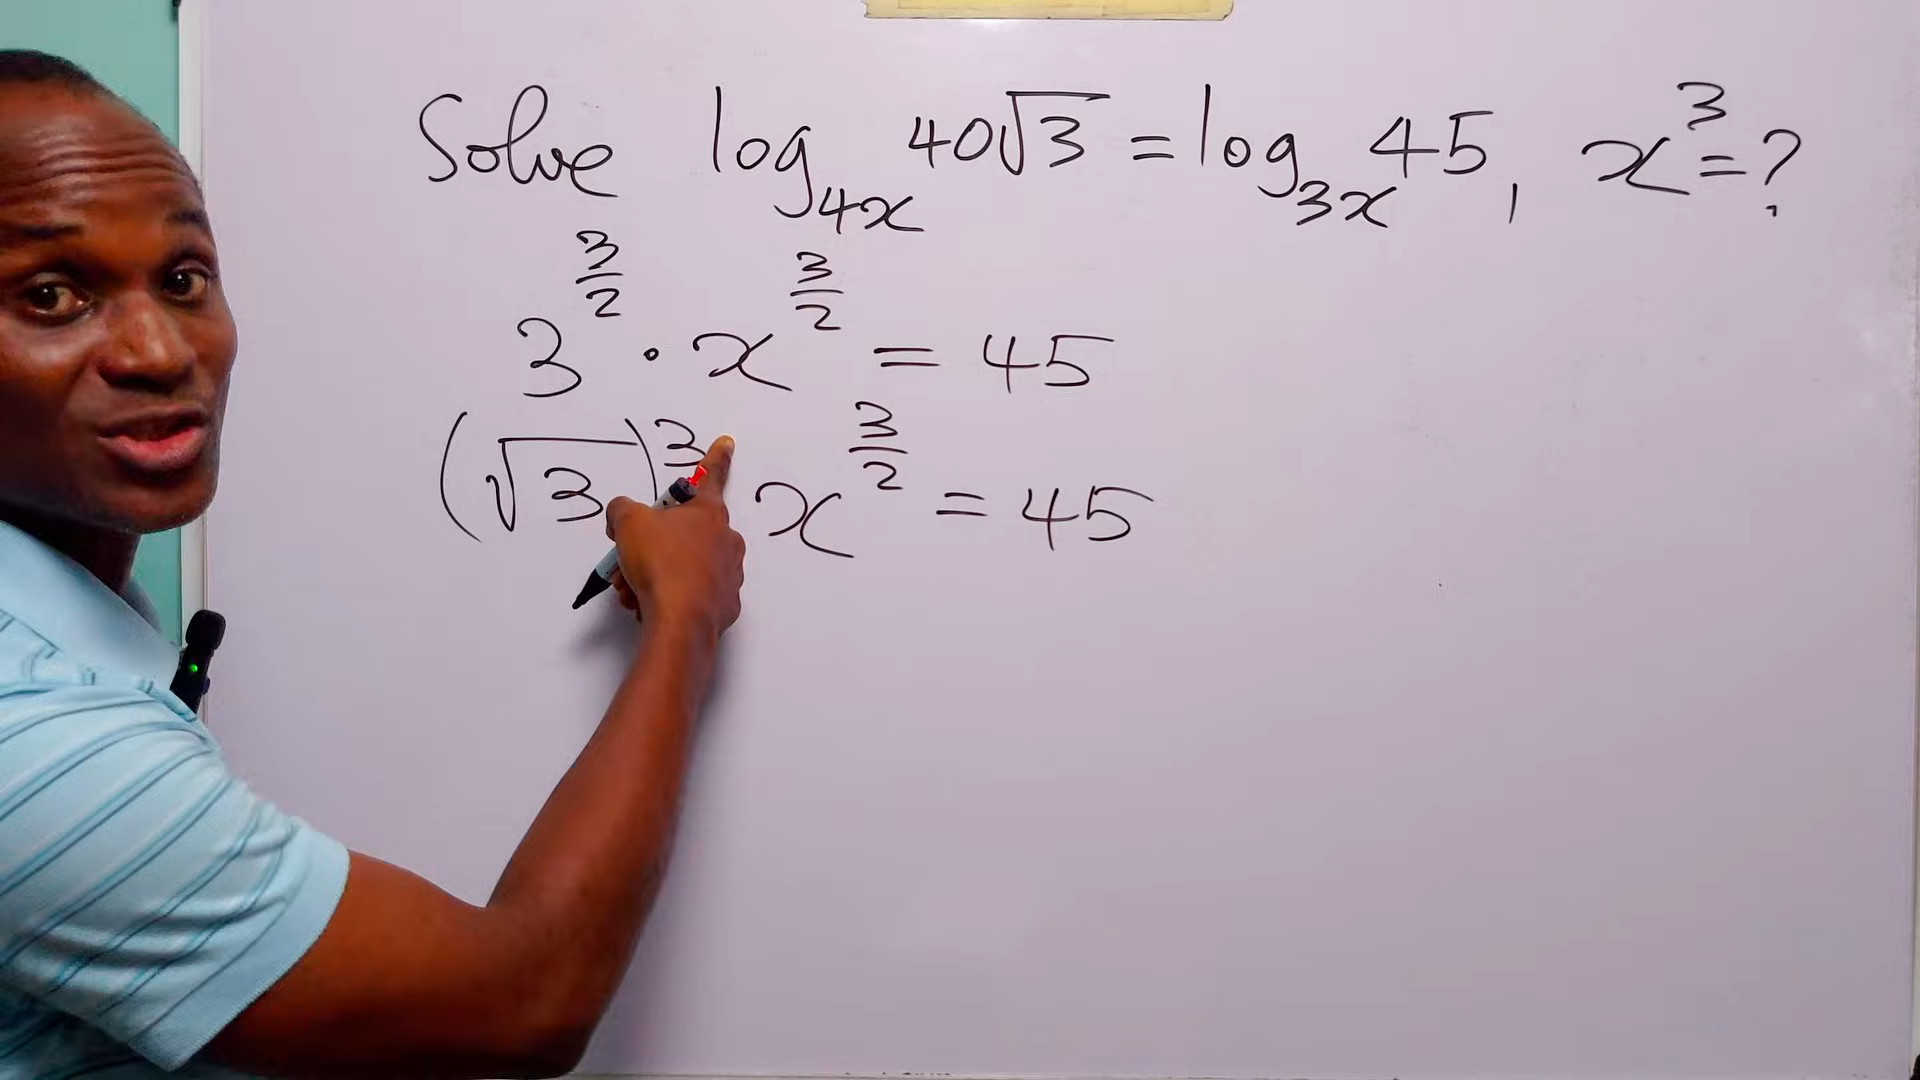 Solve log₄ₓ 40√3 = log₃ₓ 45, x³ = ?
3^(3/2) · x^(3/2) = 45
(√3)³ x^(3/2) = 45